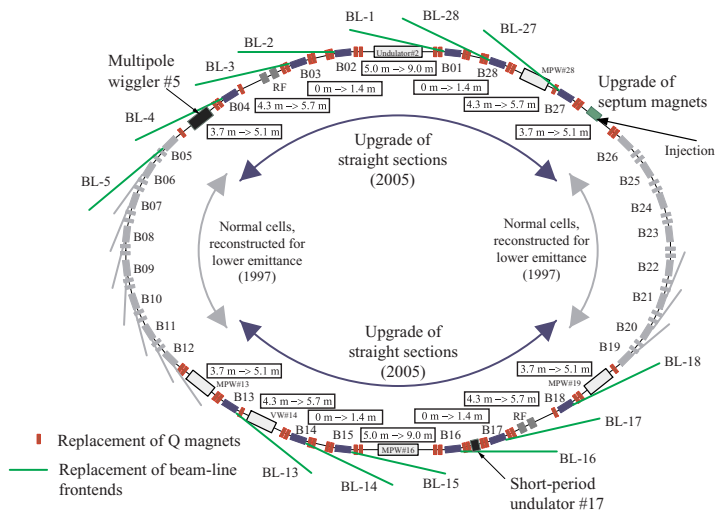 BL-1
BL-28
BL-27
BL-2
BL-3
BL-4
BL-5
Multipole
wiggler #5
Undulator#2
MPW#28
B02
B01
B03
B28
RF
B04
B27
5.0 m –> 9.0 m
0 m –> 1.4 m
0 m –> 1.4 m
4.3 m –> 5.7 m
4.3 m –> 5.7 m
3.7 m –> 5.1 m
3.7 m –> 5.1 m
Upgrade of
septum magnets
Injection
Upgrade of
straight sections
(2005)
B05
B06
B07
B08
B09
B10
B11
B12
B26
B25
B24
B23
B22
B21
B20
B19
Normal cells,
reconstructed for
lower emittance
(1997)
Normal cells,
reconstructed for
lower emittance
(1997)
Upgrade of
straight sections
(2005)
3.7 m –> 5.1 m
3.7 m –> 5.1 m
MPW#13
MPW#19
B13
B18
4.3 m –> 5.7 m
4.3 m –> 5.7 m
VW#14
RF
0 m –> 1.4 m
0 m –> 1.4 m
B14
B17
B15
B16
5.0 m –> 9.0 m
MPW#16
BL-18
BL-17
BL-16
BL-15
BL-14
BL-13
Short-period
undulator #17
Replacement of Q magnets
Replacement of beam-line
frontends